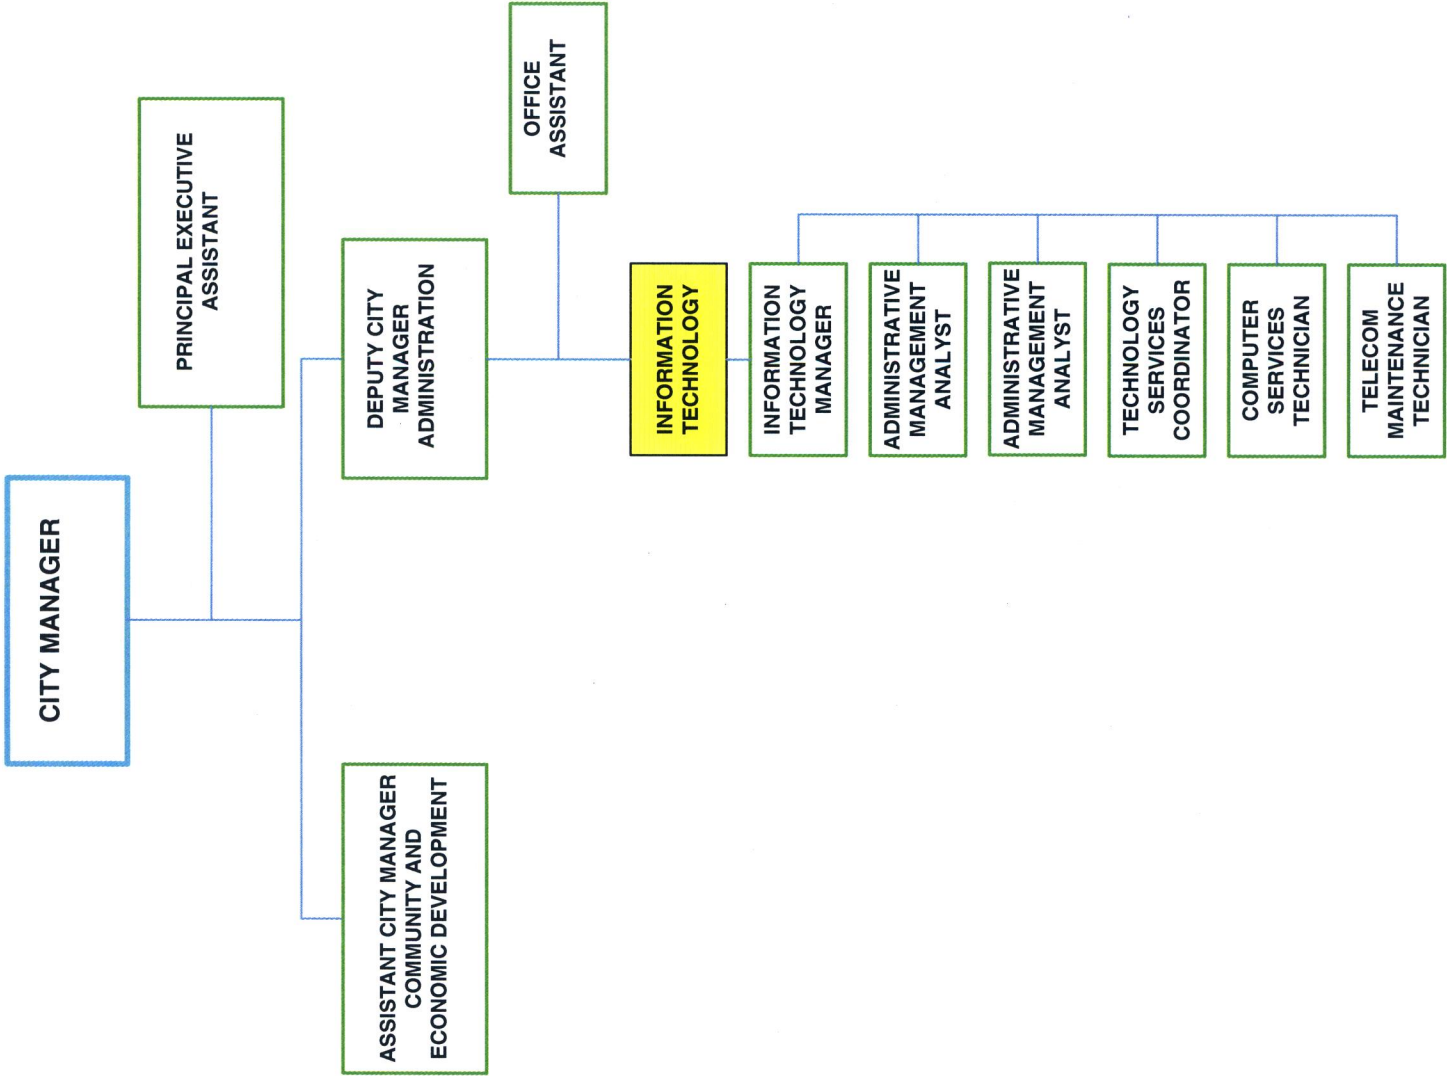 CITY MANAGER
PRINCIPAL EXECUTIVE
ASSISTANT
ASSISTANT CITY MANAGER
COMMUNITY AND
ECONOMIC DEVELOPMENT
DEPUTY CITY
MANAGER
ADMINISTRATION
OFFICE
ASSISTANT
INFORMATION
TECHNOLOGY
INFORMATION
TECHNOLOGY
MANAGER
ADMINISTRATIVE
MANAGEMENT
ANALYST
ADMINISTRATIVE
MANAGEMENT
ANALYST
TECHNOLOGY
SERVICES
COORDINATOR
COMPUTER
SERVICES
TECHNICIAN
TELECOM
MAINTENANCE
TECHNICIAN